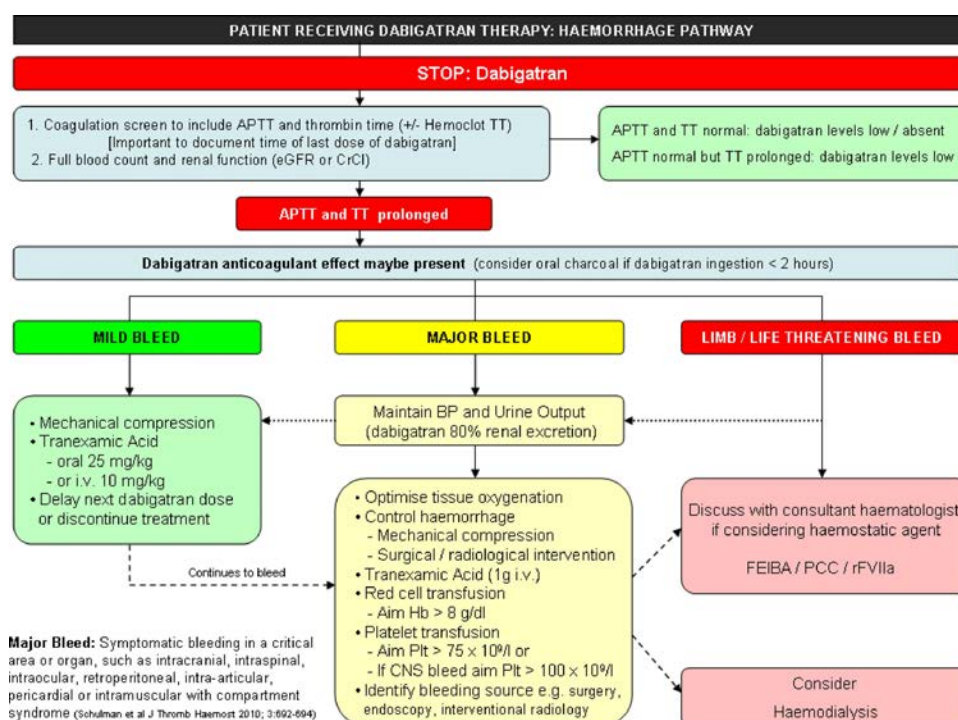 PATIENT RECEIVING DABIGATRAN THERAPY: HAEMORRHAGE PATHWAY
STOP: Dabigatran
1. Coagulation screen to include APTT and thrombin time (+/- Hemoclot TT)
[Important to document time of last dose of dabigatran]
2. Full blood count and renal function (eGFR or CrCl)
APTT and TT normal: dabigatran levels low / absent
APTT normal but TT prolonged: dabigatran levels low
APTT and TT prolonged
Dabigatran anticoagulant effect maybe present (consider oral charcoal if dabigatran ingestion < 2 hours)
MILD BLEED
MAJOR BLEED
LIMB / LIFE THREATENING BLEED
• Mechanical compression
• Tranexamic Acid
- oral 25 mg/kg
- or i.v. 10 mg/kg
• Delay next dabigatran dose
or discontinue treatment
Maintain BP and Urine Output
(dabigatran 80% renal excretion)
Continues to bleed
• Optimise tissue oxygenation
• Control haemorrhage
- Mechanical compression
- Surgical / radiological intervention
• Tranexamic Acid (1g i.v.)
• Red cell transfusion
- Aim Hb > 8 g/dl
• Platelet transfusion
- Aim Plt > 75 x 10⁹/l or
- If CNS bleed aim Plt > 100 x 10⁹/l
• Identify bleeding source e.g. surgery,
endoscopy, interventional radiology
Discuss with consultant haematologist
if considering haemostatic agent
FEIBA / PCC / rFVIIa
Consider
Haemodialysis
Major Bleed: Symptomatic bleeding in a critical
area or organ, such as intracranial, intraspinal,
intraocular, retroperitoneal, intra-articular,
pericardial or intramuscular with compartment
syndrome (Schulman et al J Thromb Haemost 2010; 3:692-694)